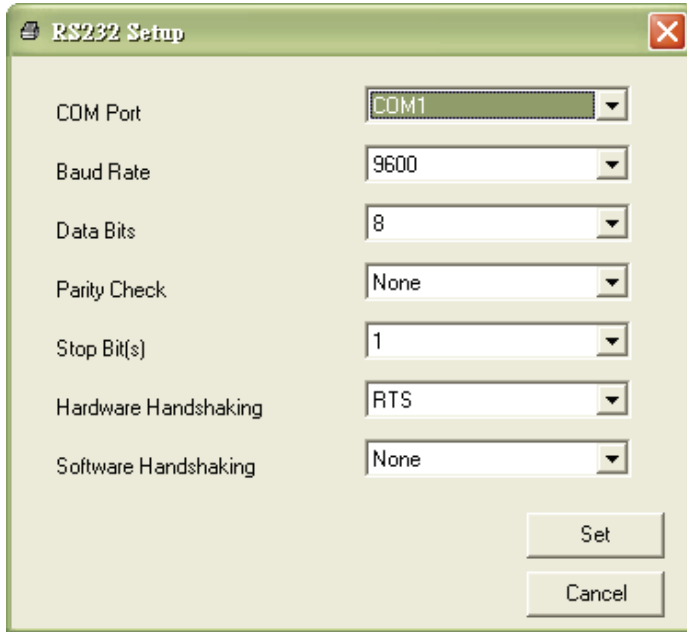 RS232 Setup
COM Port COM1
Baud Rate 9600
Data Bits 8
Parity Check None
Stop Bit(s) 1
Hardware Handshaking RTS
Software Handshaking None
Set
Cancel